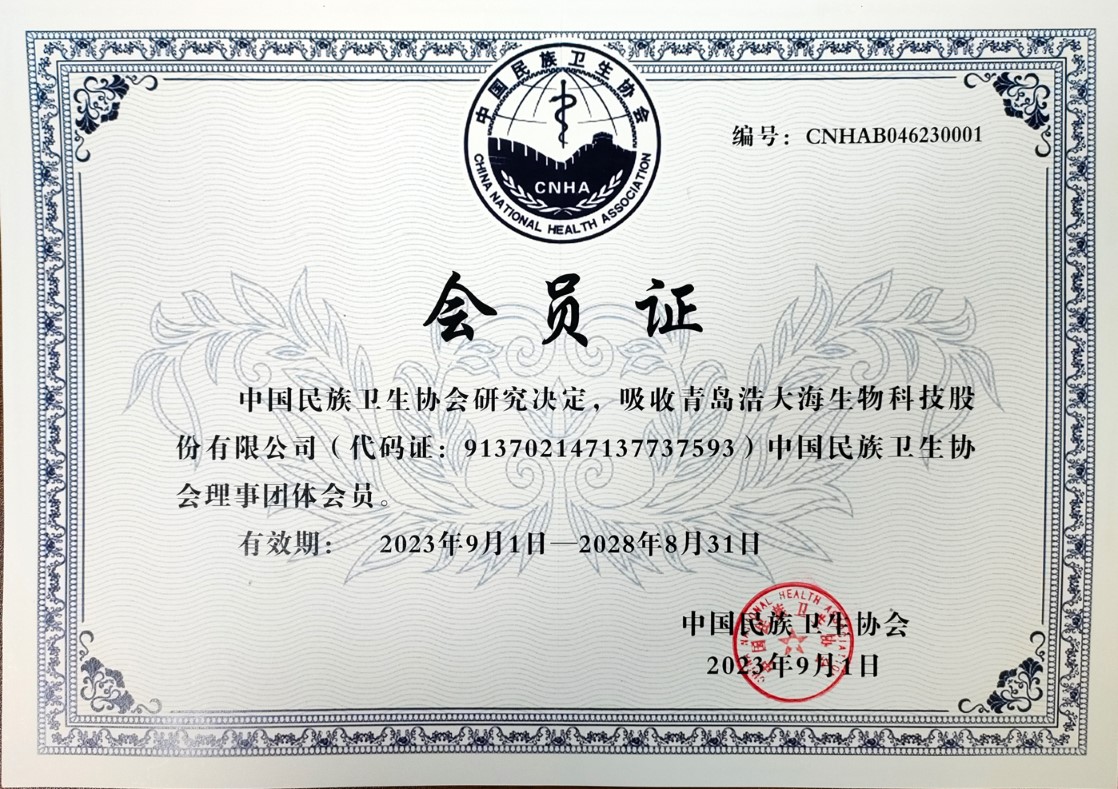 中国民族卫生协会
CNHA
CHINA NATIONAL HEALTH ASSOCIATION
编号：CNHAB046230001
会员证
中国民族卫生协会研究决定，吸收青岛浩大海生物科技股
份有限公司（代码证：913702147137737593）中国民族卫生协
会理事团体会员。
有效期： 2023年9月1日—2028年8月31日
中国民族卫生协会
2023年9月1日